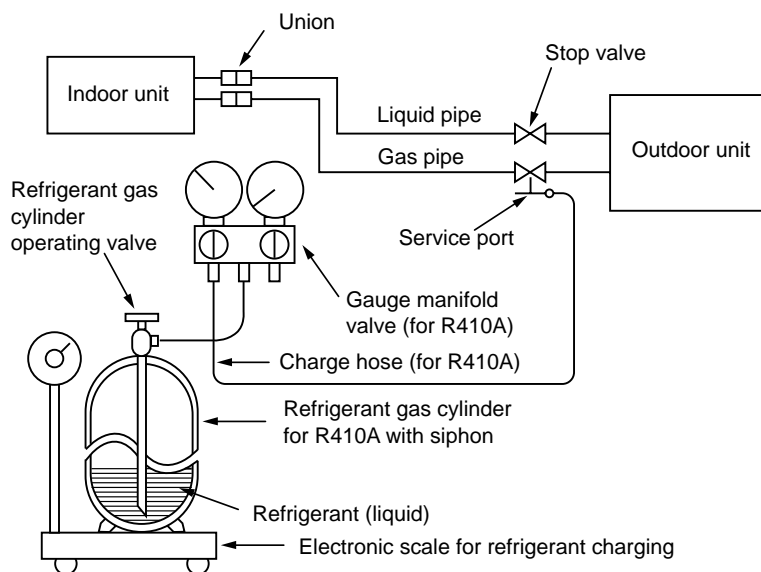 Union
Stop valve
Indoor unit
Liquid pipe
Outdoor unit
Gas pipe
Refrigerant gas
cylinder
operating valve
Service port
Gauge manifold
valve (for R410A)
Charge hose (for R410A)
Refrigerant gas cylinder
for R410A with siphon
Refrigerant (liquid)
Electronic scale for refrigerant charging